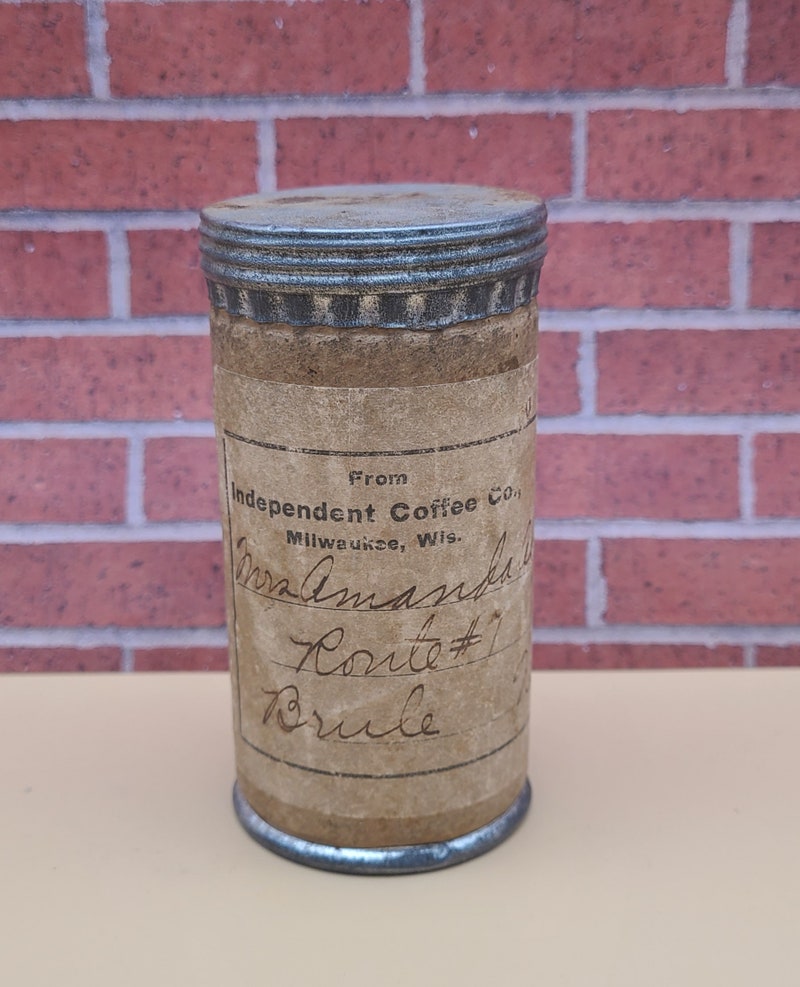 From
Independent Coffee Co.,
Milwaukee, Wis.
Mrs Amanda
Route #7
Brule